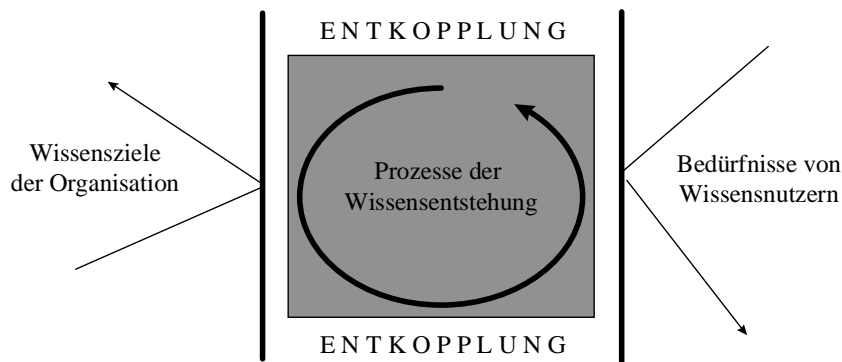 ENTKOPPLUNG
Wissensziele
der Organisation
Prozesse der
Wissensentstehung
Bedürfnisse von
Wissensnutzern
ENTKOPPLUNG